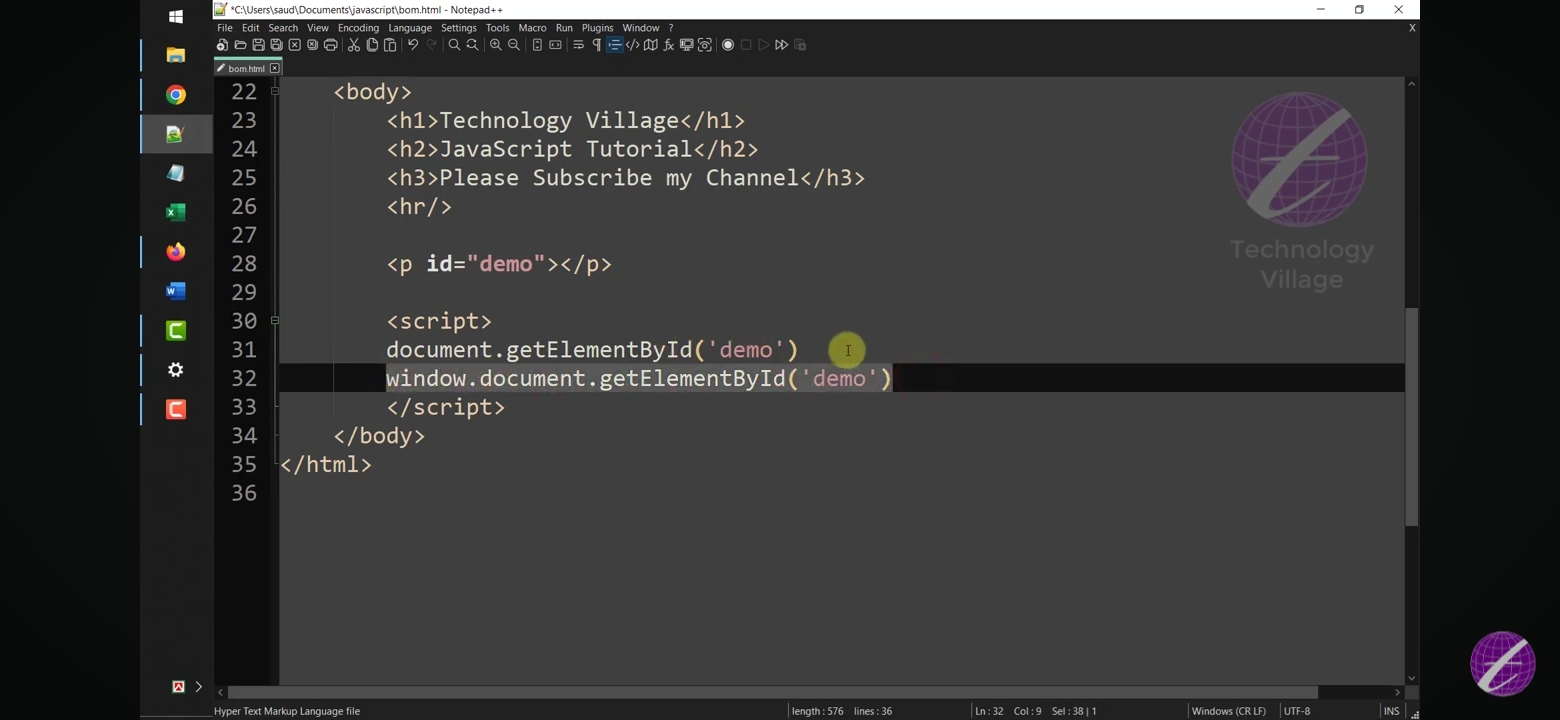 *C:\Users\saud\Documents\javascript\bom.html - Notepad++
File Edit Search View Encoding Language Settings Tools Macro Run Plugins Window ? X
bom.html
22 <body>
23 <h1>Technology Village</h1>
24 <h2>JavaScript Tutorial</h2>
25 <h3>Please Subscribe my Channel</h3>
26 <hr/>
27
28 <p id="demo"></p>
29
30 <script>
31 document.getElementById('demo')
32 window.document.getElementById('demo')
33 </script>
34 </body>
35 </html>
36
Technology
Village
Hyper Text Markup Language file length : 576 lines : 36 Ln : 32 Col : 9 Sel : 38 | 1 Windows (CR LF) UTF-8 INS